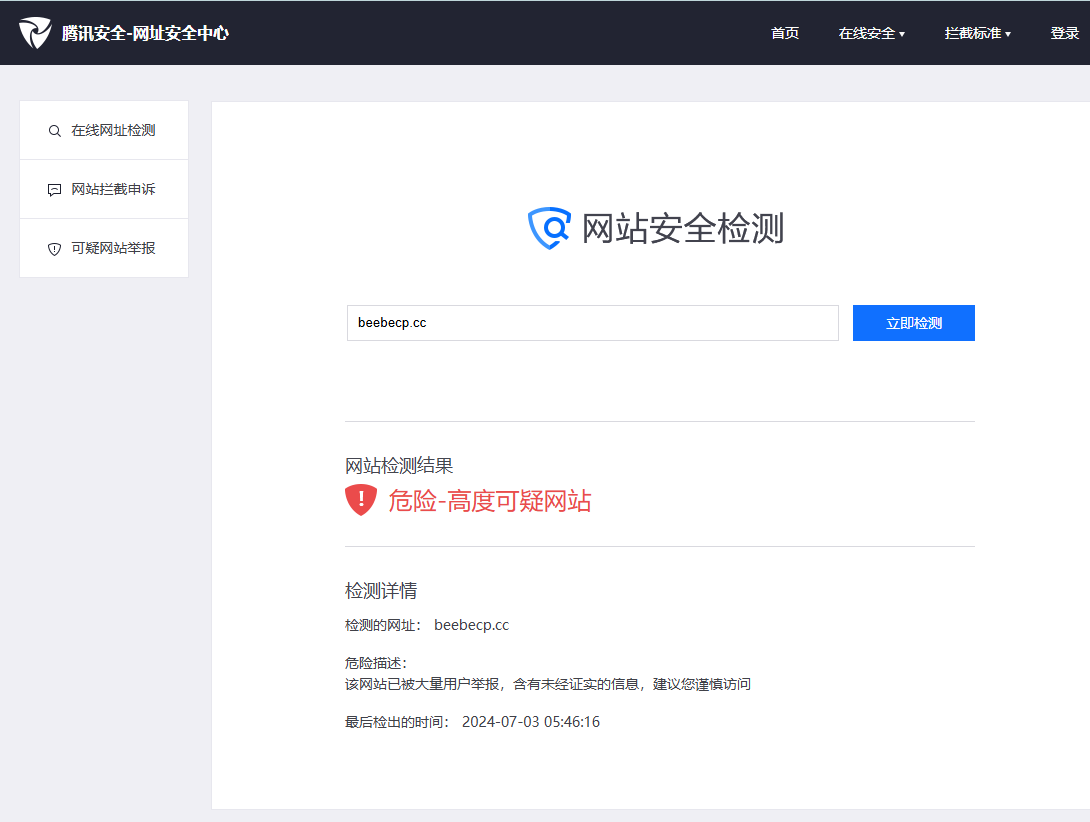 腾讯安全-网址安全中心
首页 在线安全▾ 拦截标准▾ 登录
在线网址检测
网站拦截申诉
可疑网站举报
网站安全检测
beebecp.cc 立即检测
网站检测结果
危险-高度可疑网站
检测详情
检测的网址: beebecp.cc
危险描述:
该网站已被大量用户举报，含有未经证实的信息，建议您谨慎访问
最后检出的时间: 2024-07-03 05:46:16